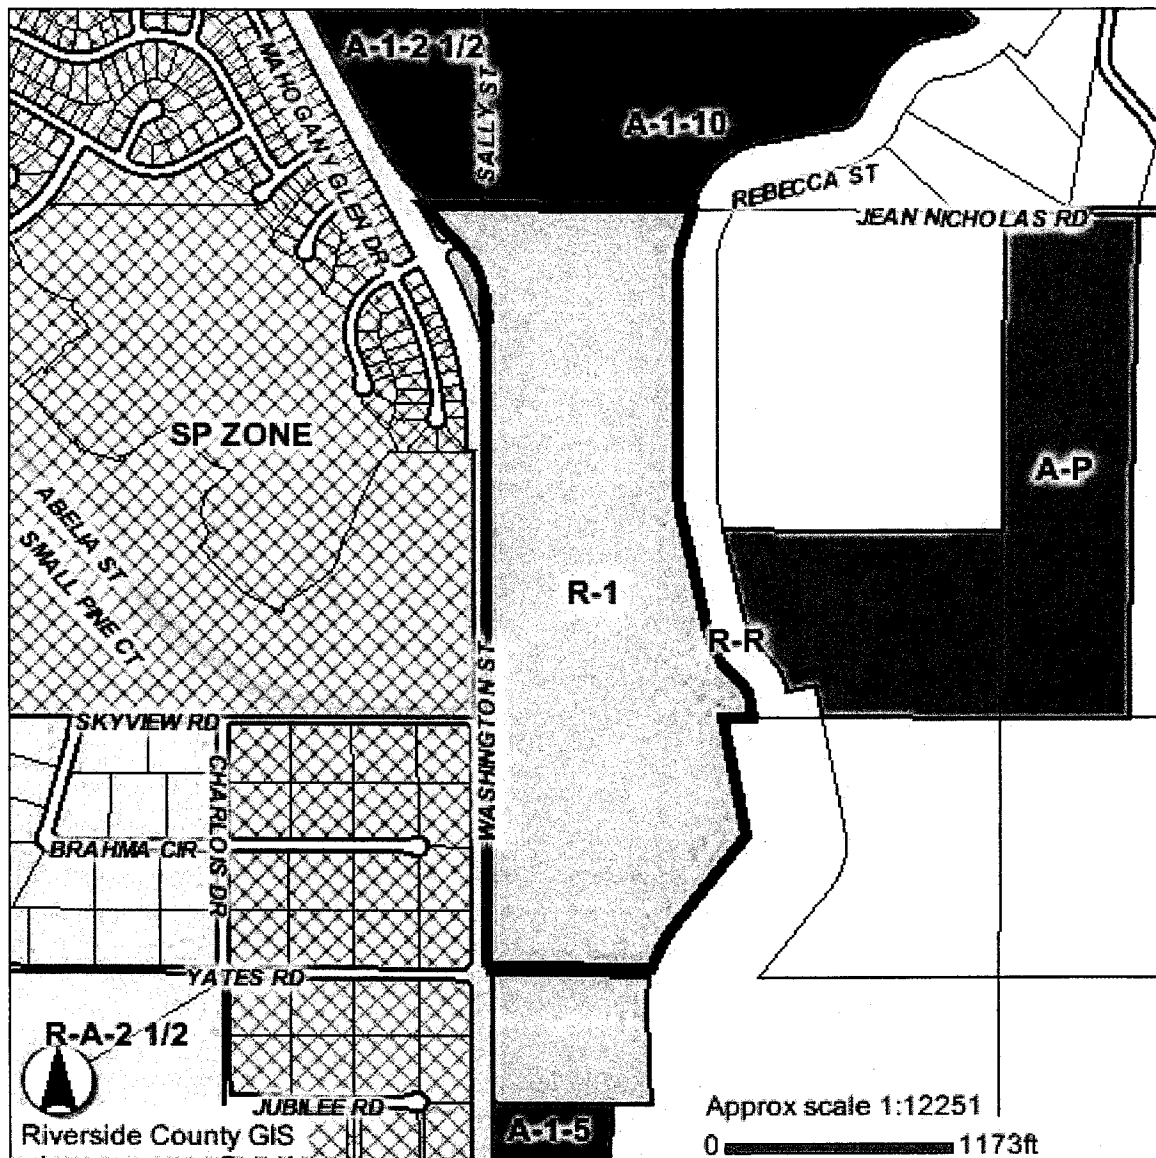 A-1-2 1/2
MAHOGANY GLEN DR
SALLY ST
A-1-10
REBECCA ST
JEAN NICHOLAS RD
SP ZONE
A-P
ABELIA ST
SMALL PINE CT
R-1
R-R
WASHINGTON ST
SKYVIEW RD
CHARLOIS DR
BRAHMA CIR
YATES RD
R-A-2 1/2
JUBILEE RD
A-1-5
Approx scale 1:12251
0 1173ft
Riverside County GIS